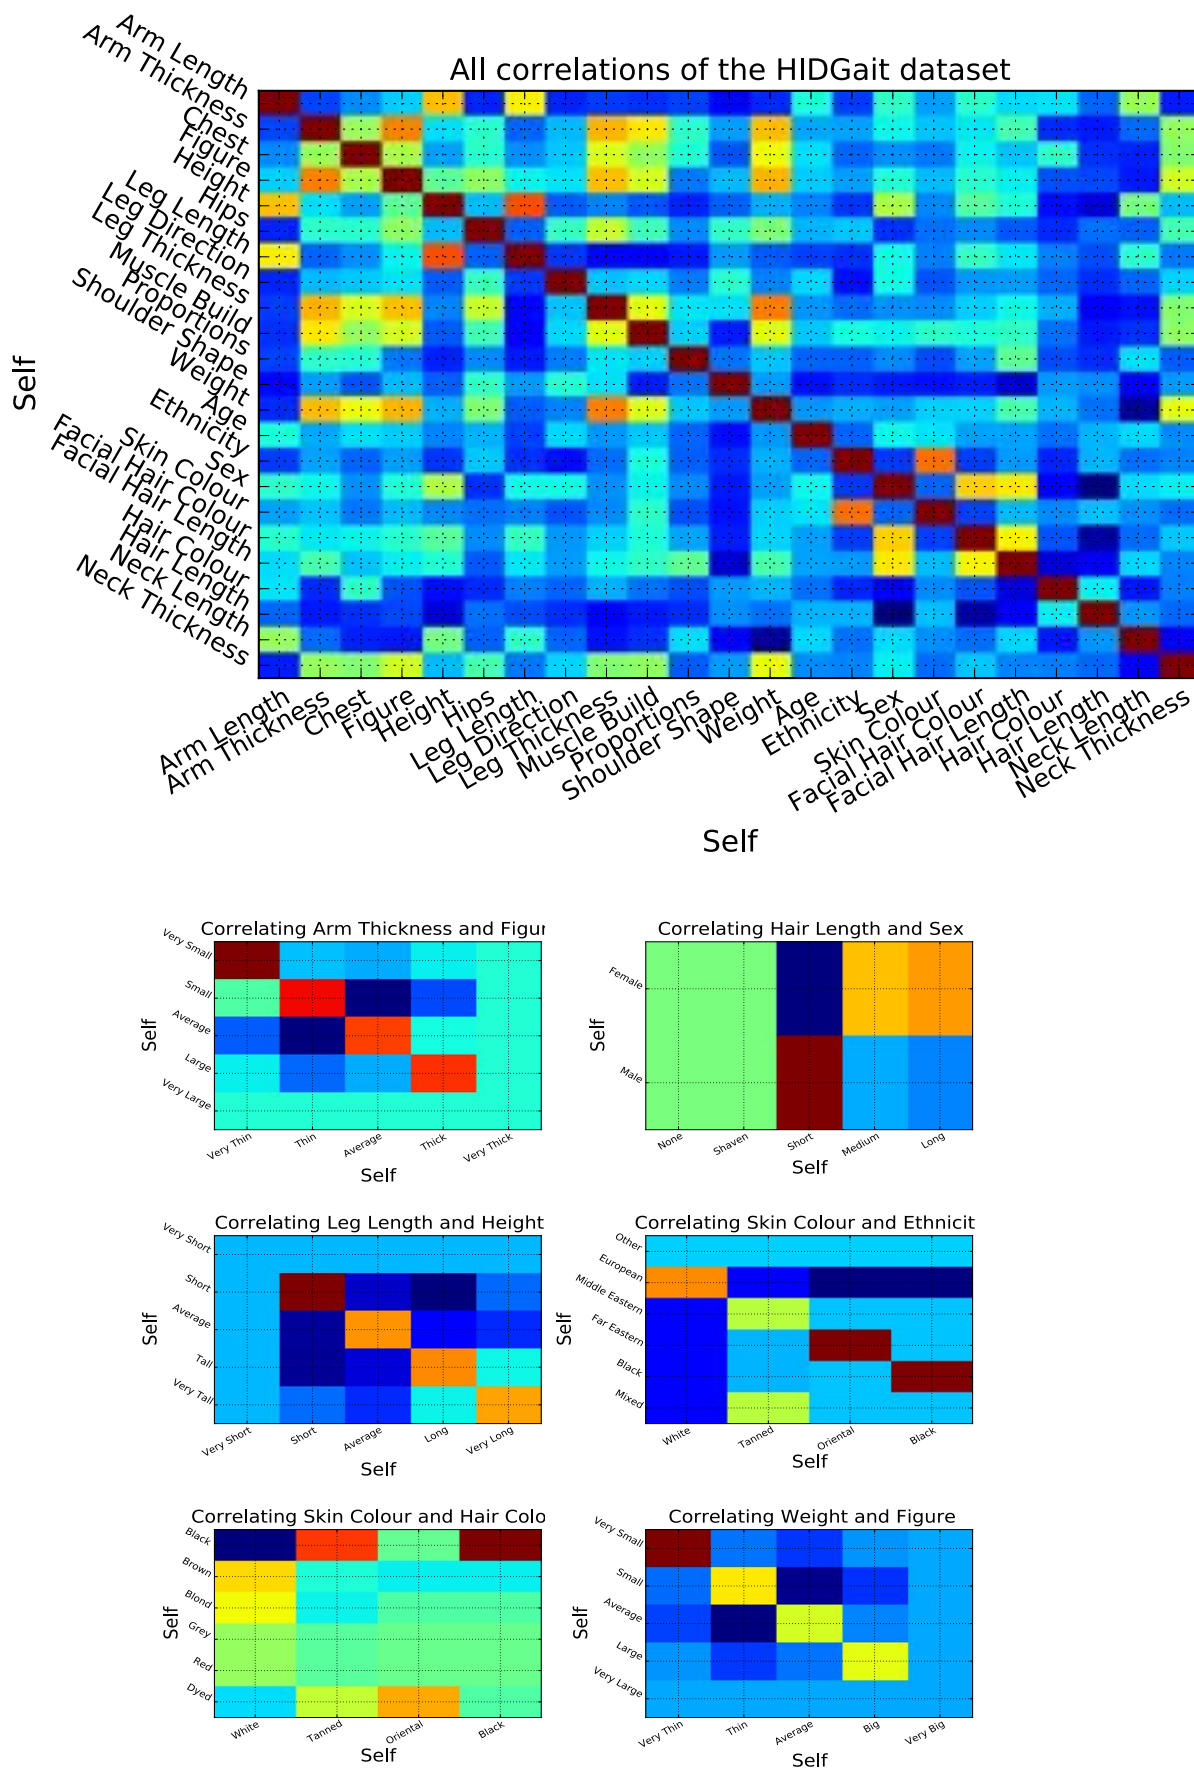 All correlations of the HIDGait dataset
Arm Length
Arm Thickness
Chest
Figure
Height
Hips
Leg Length
Leg Direction
Leg Thickness
Muscle Build
Proportions
Shoulder Shape
Weight
Age
Ethnicity
Sex
Skin Colour
Facial Hair Colour
Facial Hair Length
Hair Colour
Hair Length
Neck Length
Neck Thickness
Self
Arm Length
Arm Thickness
Chest
Figure
Height
Hips
Leg Length
Leg Direction
Leg Thickness
Muscle Build
Proportions
Shoulder Shape
Weight
Age
Ethnicity
Sex
Skin Colour
Facial Hair Colour
Facial Hair Length
Hair Colour
Hair Length
Neck Length
Neck Thickness
Self
Correlating Arm Thickness and Figur
Very Small
Small
Average
Large
Very Large
Self
Very Thin
Thin
Average
Thick
Very Thick
Self
Correlating Hair Length and Sex
Female
Male
Self
None
Shaven
Short
Medium
Long
Self
Correlating Leg Length and Height
Very Short
Short
Average
Tall
Very Tall
Self
Very Short
Short
Average
Long
Very Long
Self
Correlating Skin Colour and Ethnicit
Other
European
Middle Eastern
Far Eastern
Black
Mixed
Self
White
Tanned
Oriental
Black
Self
Correlating Skin Colour and Hair Colo
Black
Brown
Blond
Grey
Red
Dyed
Self
White
Tanned
Oriental
Black
Self
Correlating Weight and Figure
Very Small
Small
Average
Large
Very Large
Self
Very Thin
Thin
Average
Big
Very Big
Self